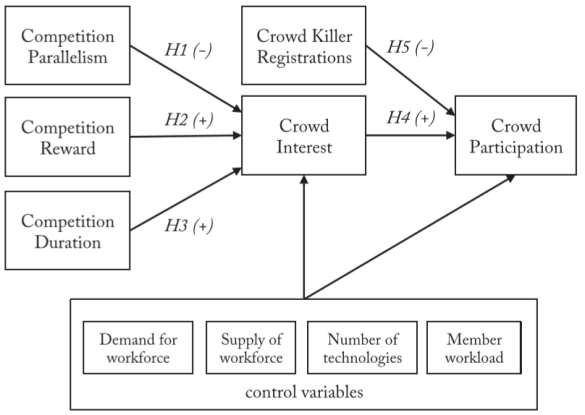 Competition
Parallelism
H1 (-)
Crowd Killer
Registrations
H5 (-)
Competition
Reward
H2 (+)
Crowd
Interest
H4 (+)
Crowd
Participation
Competition
Duration
H3 (+)
Demand for
workforce
Supply of
workforce
Number of
technologies
Member
workload
control variables